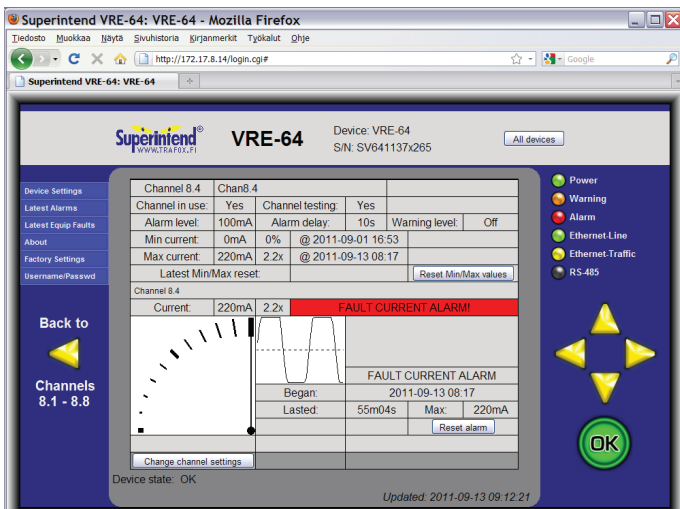 Superintend VRE-64: VRE-64 - Mozilla Firefox
Tiedosto Muokkaa Näytä Sivuhistoria Kirjanmerkit Työkalut Ohje
http://172.17.8.14/login.cgi#
Google
Superintend VRE-64: VRE-64
Superintend®
WWW.TRAFOX.FI
VRE-64
Device: VRE-64
S/N: SV641137x265
All devices
Device Settings
Latest Alarms
Latest Equip Faults
About
Factory Settings
Username/Passwd
Back to
Channels
8.1 - 8.8
Channel 8.4 Chan8.4
Channel in use: Yes Channel testing: Yes
Alarm level: 100mA Alarm delay: 10s Warning level: Off
Min current: 0mA 0% @ 2011-09-01 16:53
Max current: 220mA 2.2x @ 2011-09-13 08:17
Latest Min/Max reset: Reset Min/Max values
Channel 8.4
Current: 220mA 2.2x FAULT CURRENT ALARM!
FAULT CURRENT ALARM
Began: 2011-09-13 08:17
Lasted: 55m04s Max: 220mA
Reset alarm
Change channel settings
Device state: OK
Updated: 2011-09-13 09:12:21
Power
Warning
Alarm
Ethernet-Line
Ethernet-Traffic
RS-485
OK